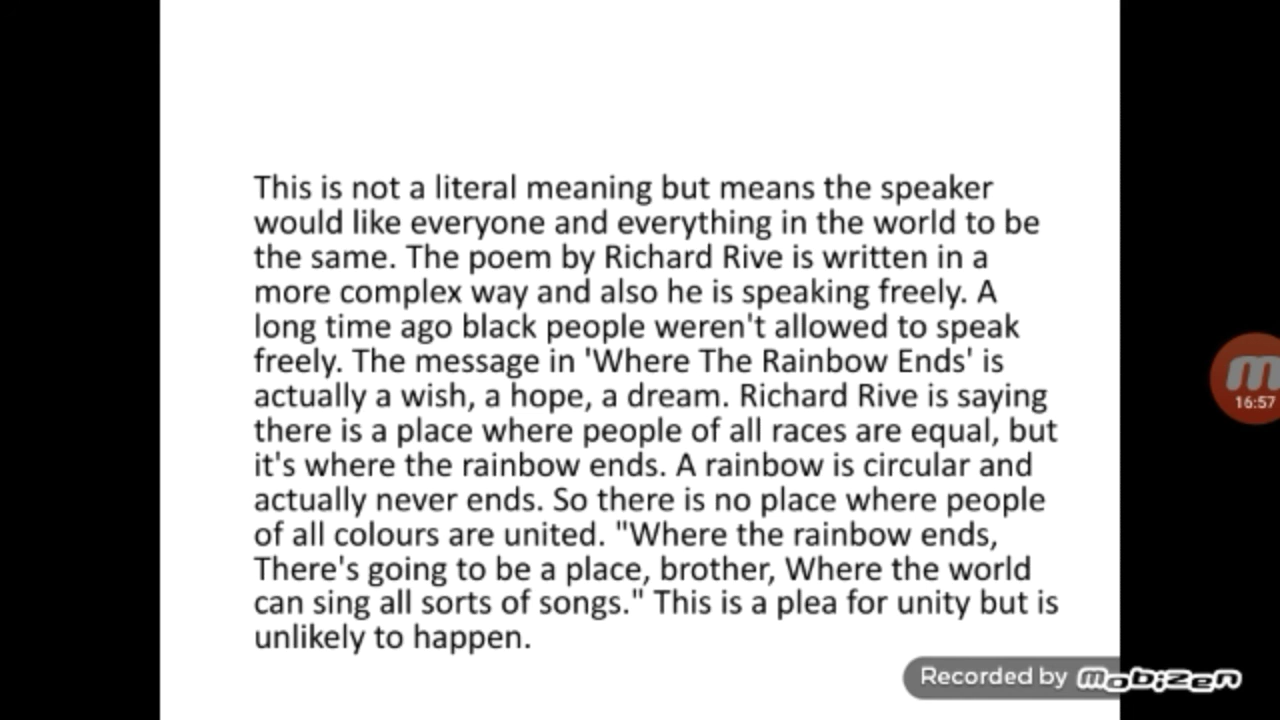 This is not a literal meaning but means the speaker
would like everyone and everything in the world to be
the same. The poem by Richard Rive is written in a
more complex way and also he is speaking freely. A
long time ago black people weren't allowed to speak
freely. The message in 'Where The Rainbow Ends' is
actually a wish, a hope, a dream. Richard Rive is saying
there is a place where people of all races are equal, but
it's where the rainbow ends. A rainbow is circular and
actually never ends. So there is no place where people
of all colours are united. "Where the rainbow ends,
There's going to be a place, brother, Where the world
can sing all sorts of songs." This is a plea for unity but is
unlikely to happen.
16:57
Recorded by mobizen